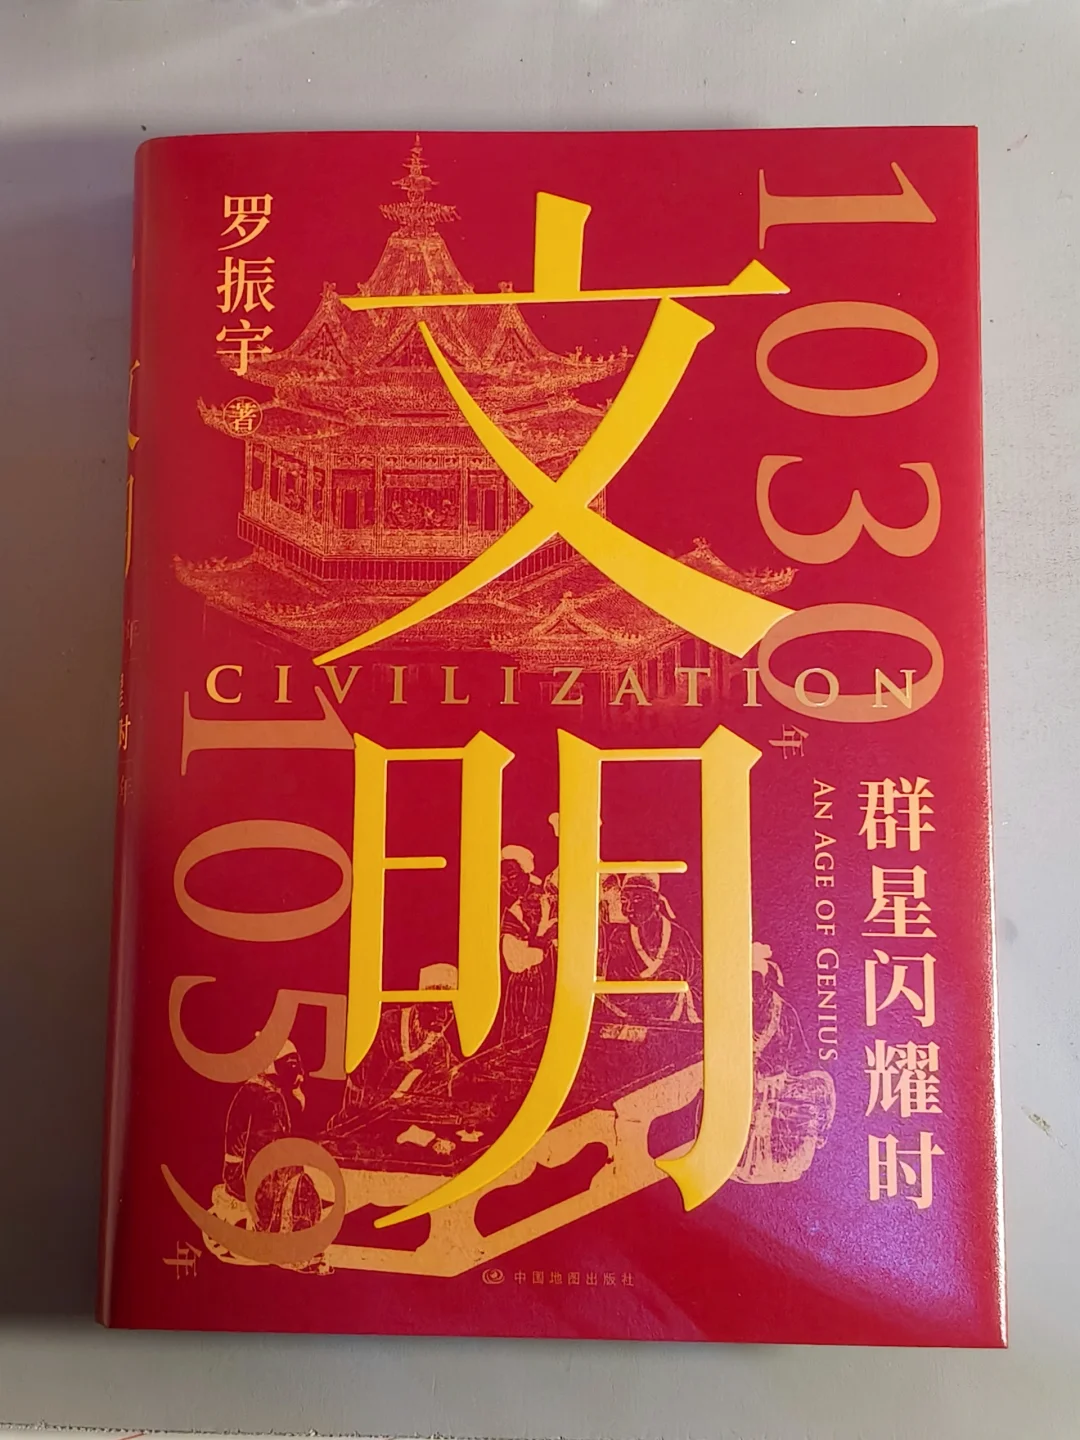 罗振宇 著
文明
CIVILIZATION
1030年
1059年
群星闪耀时
AN AGE OF GENIUS
中国地图出版社